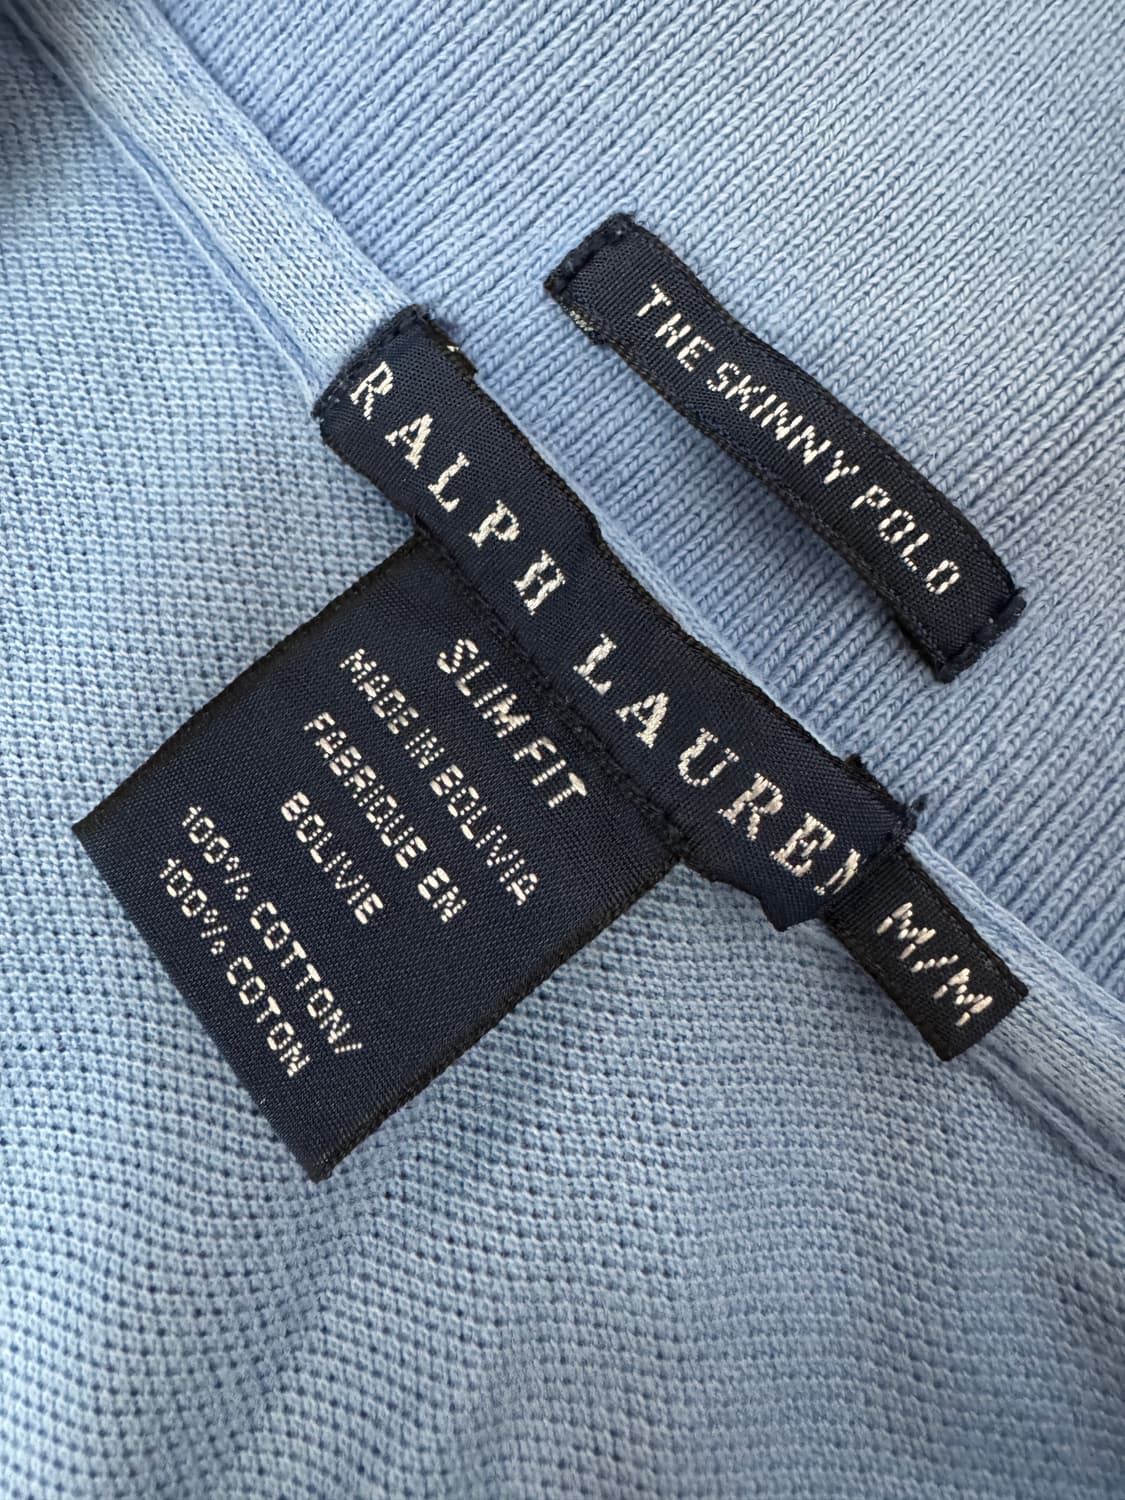 THE SKINNY POLO
RALPH LAUREN
M/M
SLIM FIT
MADE IN BOLIVIA
FABRIQUE EN
BOLIVIE
100% COTTON/
100% COTON